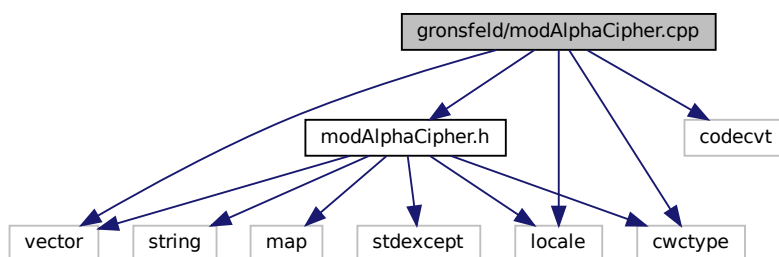 gronsfeld/modAlphaCipher.cpp
modAlphaCipher.h
codecvt
vector
string
map
stdexcept
locale
cwctype